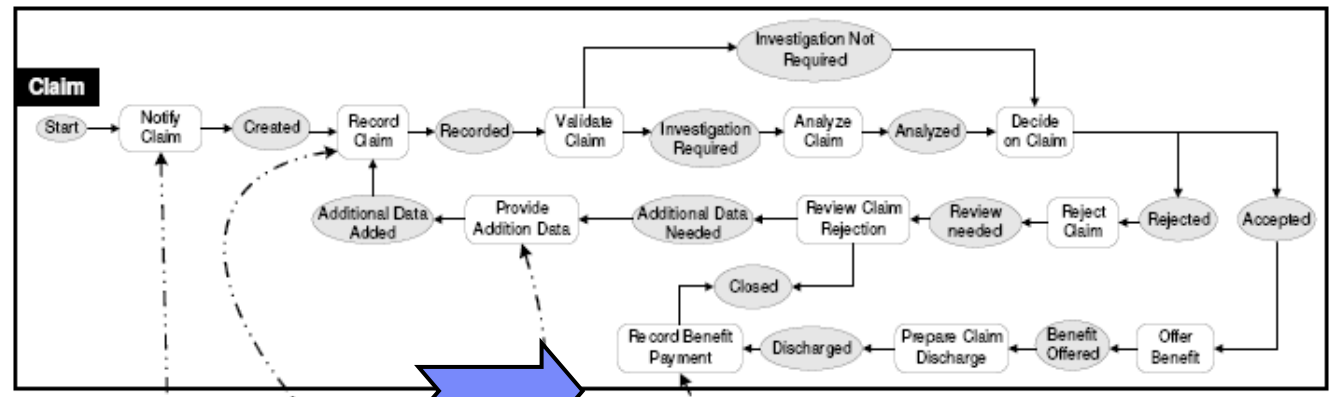 Investigation Not
Required
Claim
Start
Notify
Claim
Created
Record
Claim
Recorded
Validate
Claim
Investigation
Required
Analyze
Claim
Analyzed
Decide
on Claim
Additional Data
Added
Provide
Addition Data
Additional Data
Needed
Review Claim
Rejection
Review
needed
Reject
Claim
Rejected
Accepted
Closed
Record Benefit
Payment
Discharged
Prepare Claim
Discharge
Benefit
Offered
Offer
Benefit